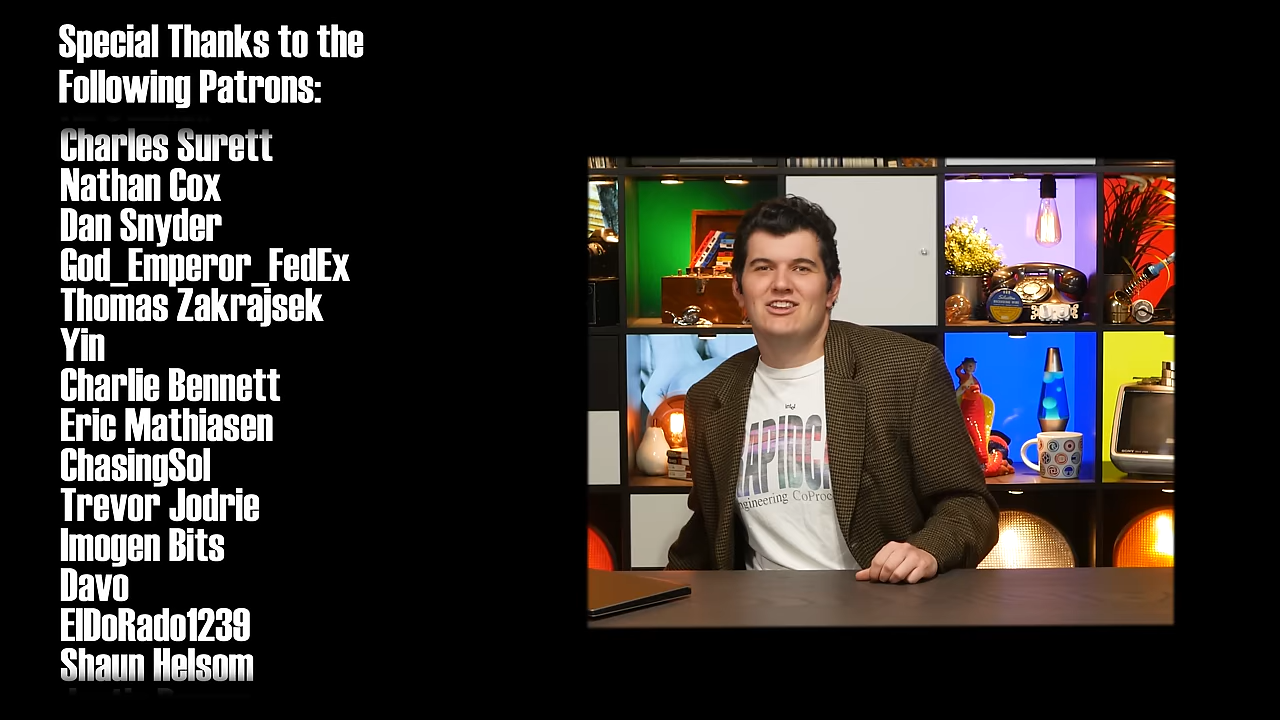 Special Thanks to the
Following Patrons:
Charles Surett
Nathan Cox
Dan Snyder
God_Emperor_FedEx
Thomas Zakrajsek
Yin
Charlie Bennett
Eric Mathiasen
ChasingSol
Trevor Jodrie
Imogen Bits
Davo
ElDoRado1239
Shaun Helsom
intel